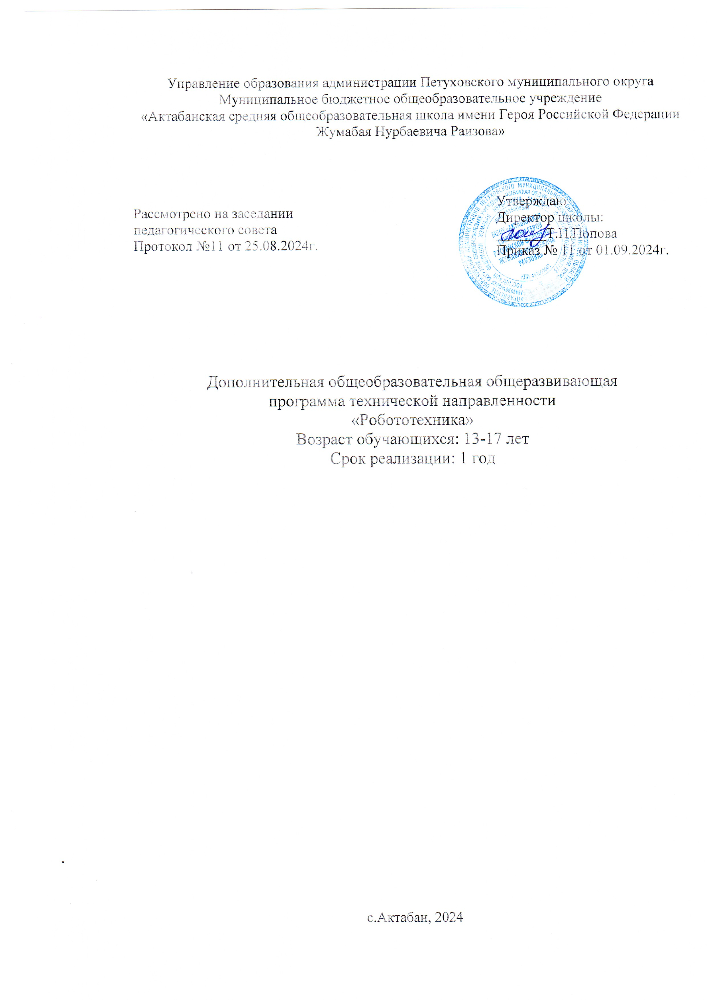 Управление образования администрации Петуховского муниципального округа
Муниципальное бюджетное общеобразовательное учреждение
«Актабанская средняя общеобразовательная школа имени Героя Российской Федерации
Жумабая Нурбаевича Раизова»
Рассмотрено на заседании
педагогического совета
Протокол №11 от 25.08.2024г.
Утверждаю
Директор школы:
Т.Н.Попова
Приказ № 11 от 01.09.2024г.
Дополнительная общеобразовательная общеразвивающая
программа технической направленности
«Робототехника»
Возраст обучающихся: 13-17 лет
Срок реализации: 1 год
с.Актабан, 2024